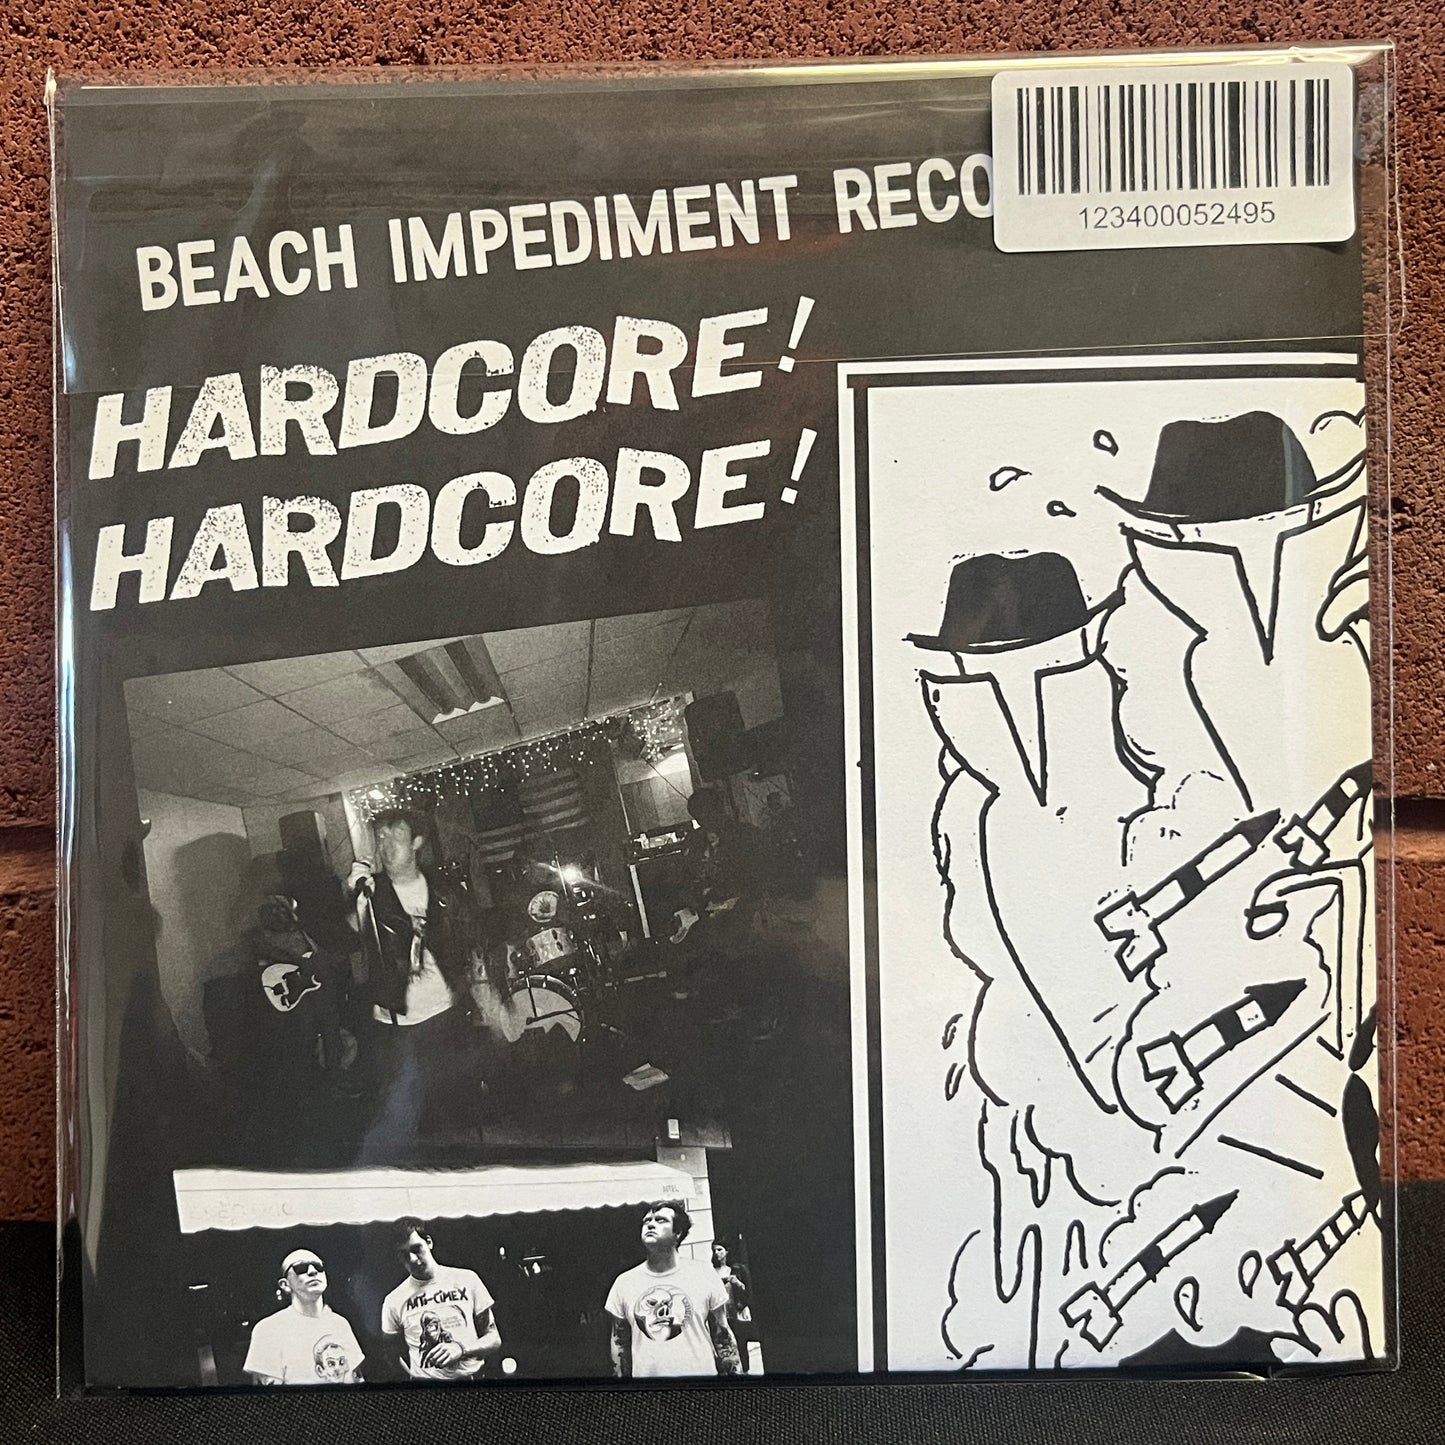 BEACH IMPEDIMENT RECO
123400052495
HARDCORE!
HARDCORE!
ANTI-CIMEX